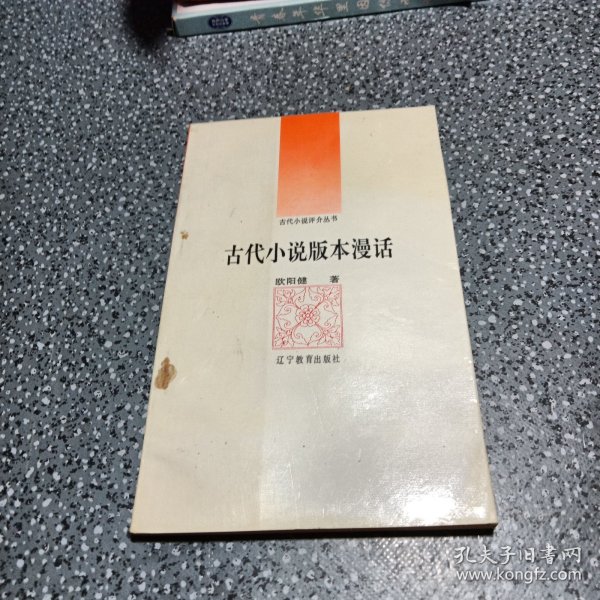 古代小说评介丛书
古代小说版本漫话
欧阳健 著
辽宁教育出版社
孔夫子旧书网
www.kongfz.com